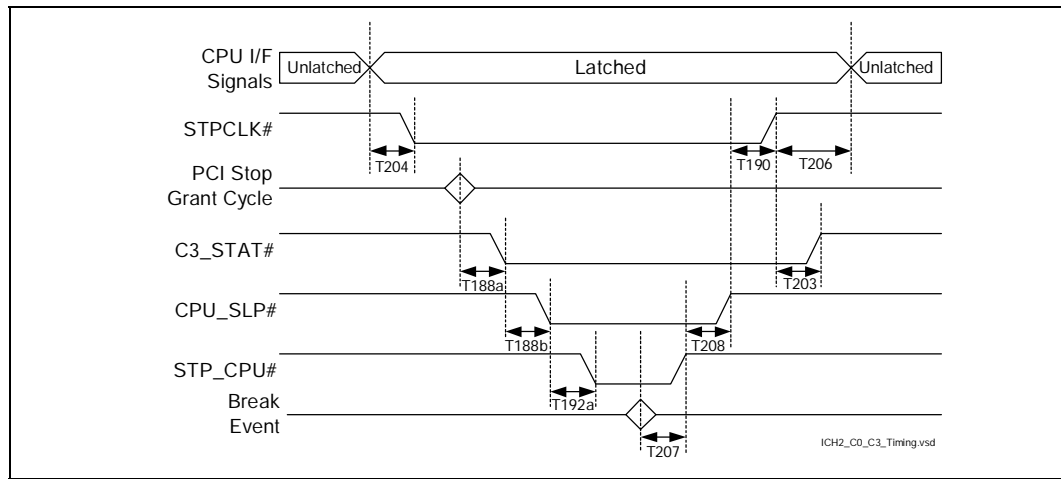 CPU I/F
Signals
Unlatched
Latched
Unlatched
STPCLK#
T204
T190
T206
PCI Stop
Grant Cycle
C3_STAT#
T188a
T203
CPU_SLP#
T188b
T208
STP_CPU#
T192a
Break
Event
T207
ICH2_C0_C3_Timing.vsd